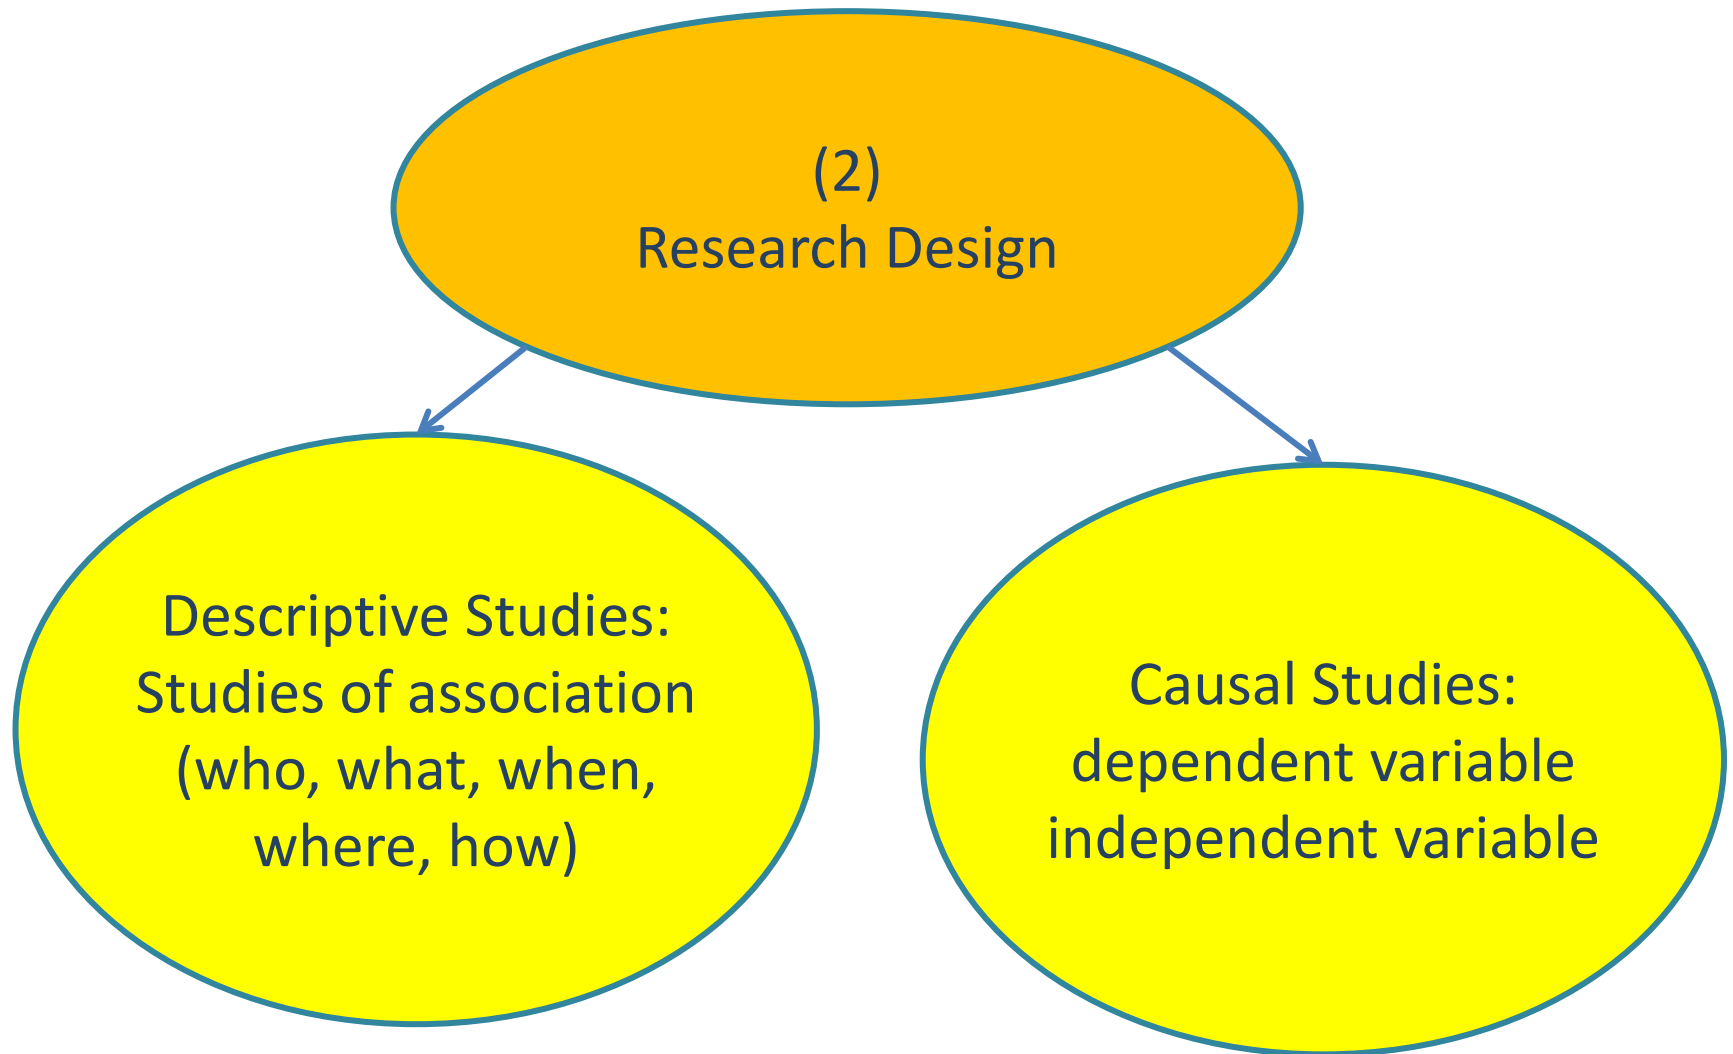 (2)
Research Design
Descriptive Studies:
Studies of association
(who, what, when,
where, how)
Causal Studies:
dependent variable
independent variable